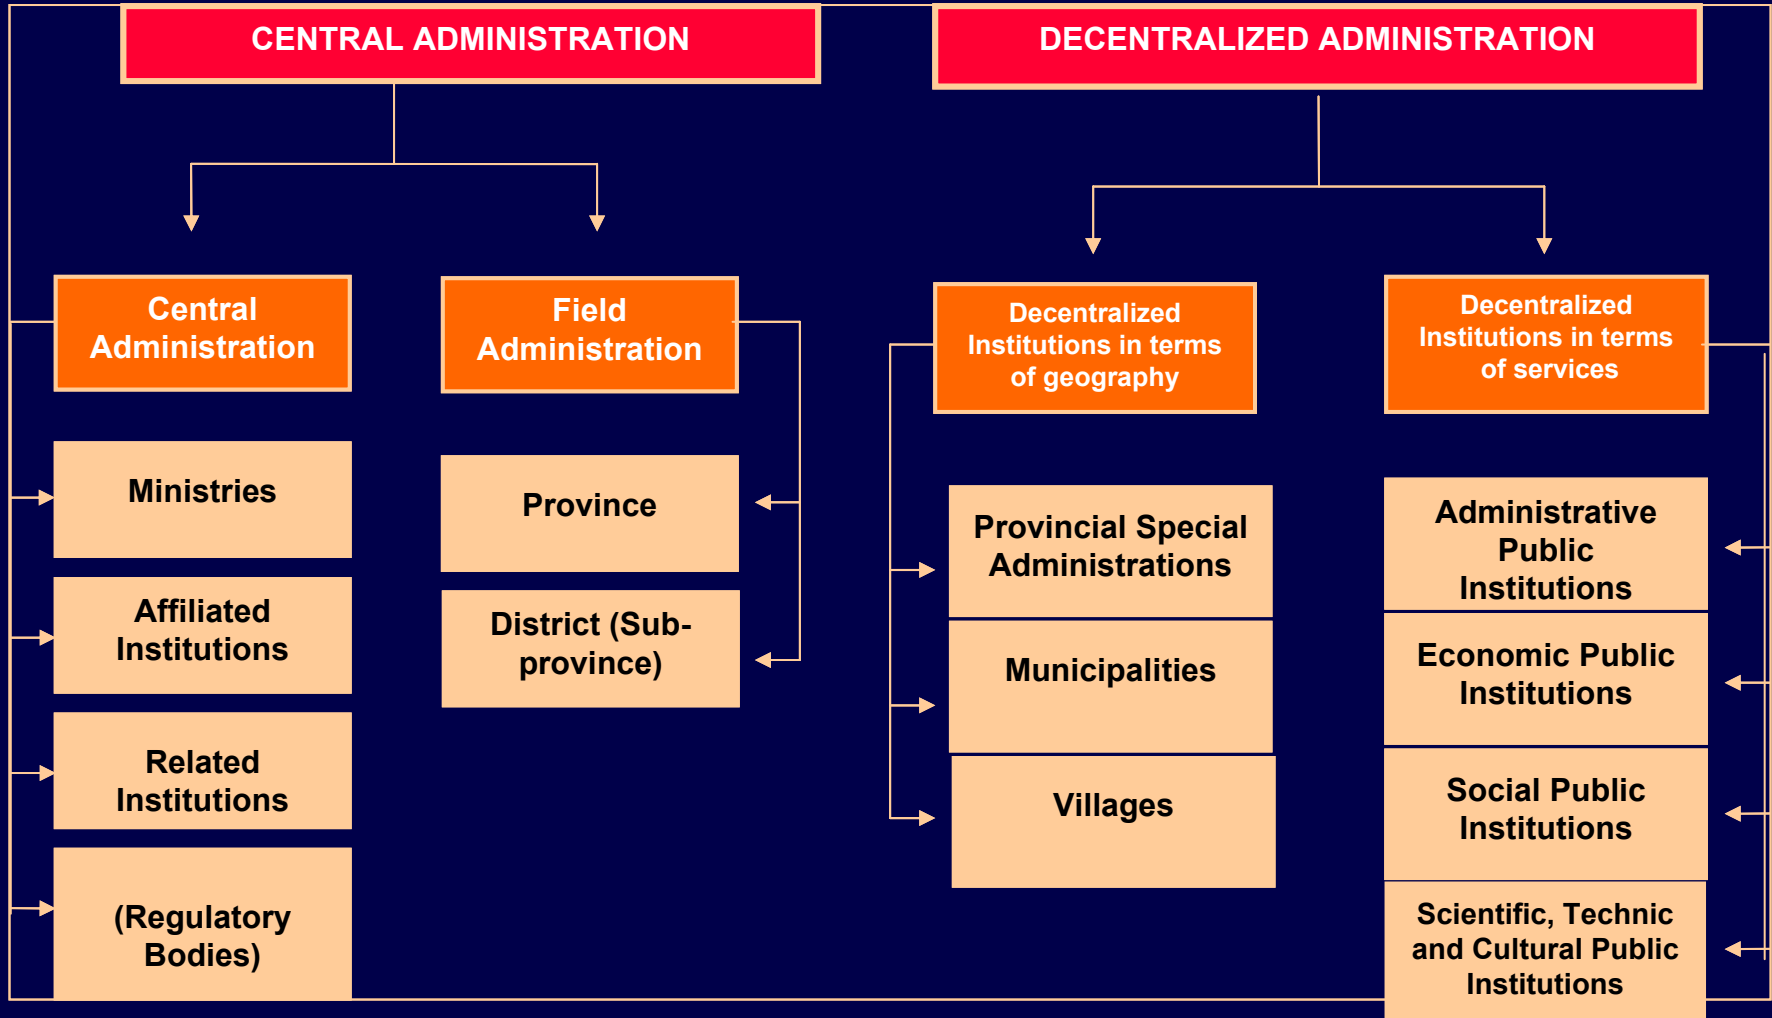 CENTRAL ADMINISTRATION
DECENTRALIZED ADMINISTRATION
Central
Administration
Field
Administration
Decentralized
Institutions in terms
of geography
Decentralized
Institutions in terms
of services
Ministries
Affiliated
Institutions
Related
Institutions
(Regulatory
Bodies)
Province
District (Sub-
province)
Provincial Special
Administrations
Municipalities
Villages
Administrative
Public
Institutions
Economic Public
Institutions
Social Public
Institutions
Scientific, Technic
and Cultural Public
Institutions